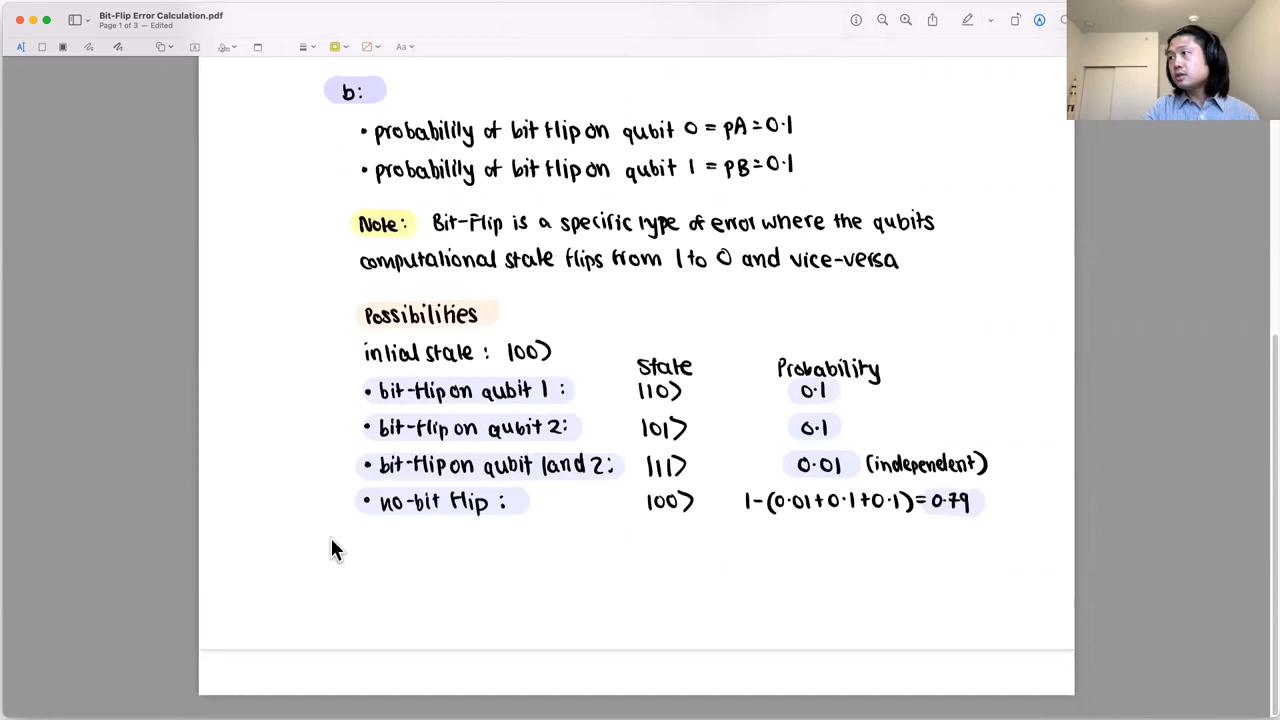 Bit-Flip Error Calculation.pdf
Page 1 of 3 — Edited
b:
• probability of bit flip on qubit 0 = pA = 0.1
• probability of bit flip on qubit 1 = pB = 0.1
Note: Bit-Flip is a specific type of error where the qubits
computational state flips from 1 to 0 and vice-versa
Possibilities
initial state : |00⟩
State Probability
• bit-flip on qubit 1 : |10⟩ 0.1
• bit-flip on qubit 2: |01⟩ 0.1
• bit-flip on qubit 1 and 2: |11⟩ 0.01 (independent)
• no-bit flip : |00⟩ 1-(0.01+0.1+0.1)=0.79